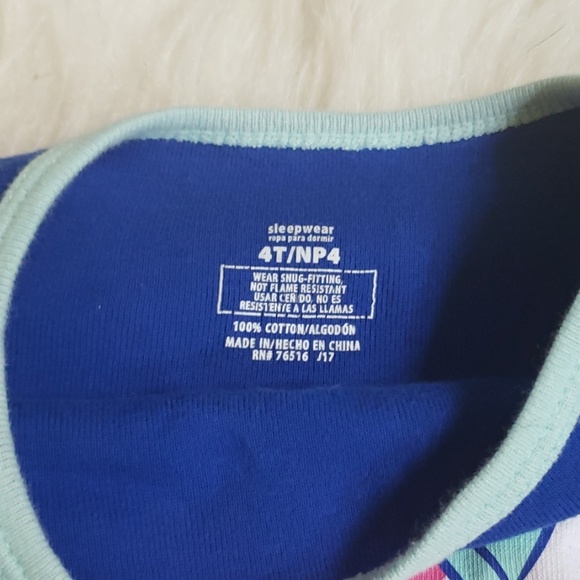 sleepwear
ropa para dormir
4T/NP4
WEAR SNUG-FITTING,
NOT FLAME RESISTANT
USAR CEÑIDO, NO ES
RESISTENTE A LAS LLAMAS
100% COTTON/ALGODÓN
MADE IN/HECHO EN CHINA
RN# 76516 /17